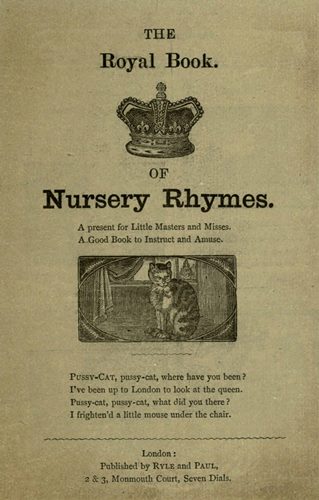 THE
Royal Book.
OF
Nursery Rhymes.
A present for Little Masters and Misses.
A Good Book to Instruct and Amuse.
PUSSY-CAT, pussy-cat, where have you been?
I've been up to London to look at the queen.
Pussy-cat, pussy-cat, what did you there?
I frighten'd a little mouse under the chair.
London:
Published by RYLE and PAUL,
2 & 3, Monmouth Court, Seven Dials.